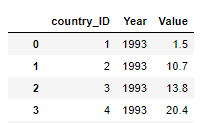 country_ID Year Value
0 1 1993 1.5
1 2 1993 10.7
2 3 1993 13.8
3 4 1993 20.4